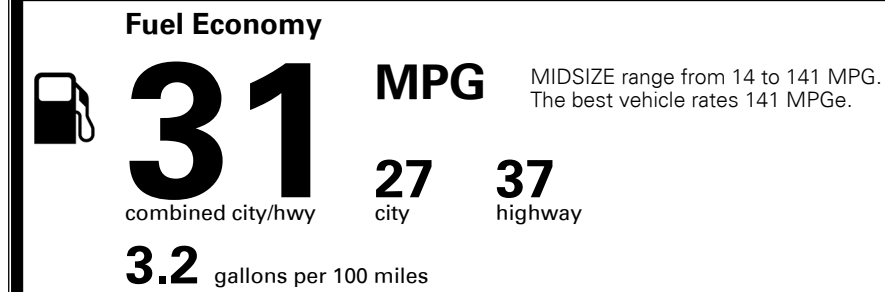 Fuel Economy
31 MPG
MIDSIZE range from 14 to 141 MPG.
The best vehicle rates 141 MPGe.
27 37
combined city/hwy city highway
3.2 gallons per 100 miles